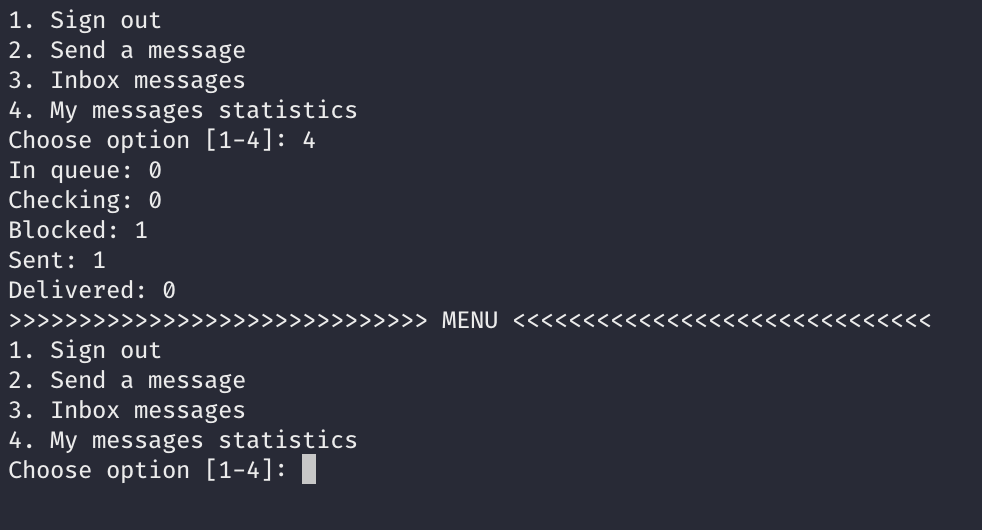 1. Sign out
2. Send a message
3. Inbox messages
4. My messages statistics
Choose option [1-4]: 4
In queue: 0
Checking: 0
Blocked: 1
Sent: 1
Delivered: 0
>>>>>>>>>>>>>>>>>>>>>>>>>>>>>> MENU <<<<<<<<<<<<<<<<<<<<<<<<<<<<<<
1. Sign out
2. Send a message
3. Inbox messages
4. My messages statistics
Choose option [1-4]: